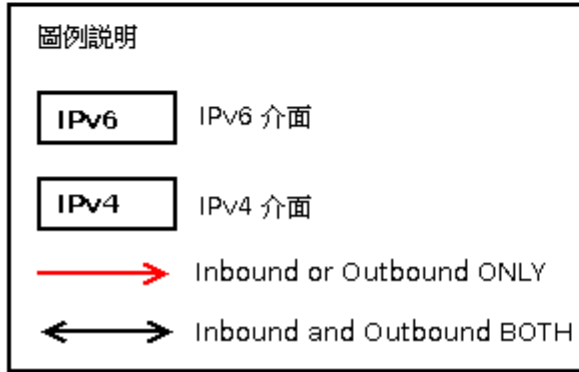 圖例説明
IPv6 IPv6 介面
IPv4 IPv4 介面
Inbound or Outbound ONLY
Inbound and Outbound BOTH